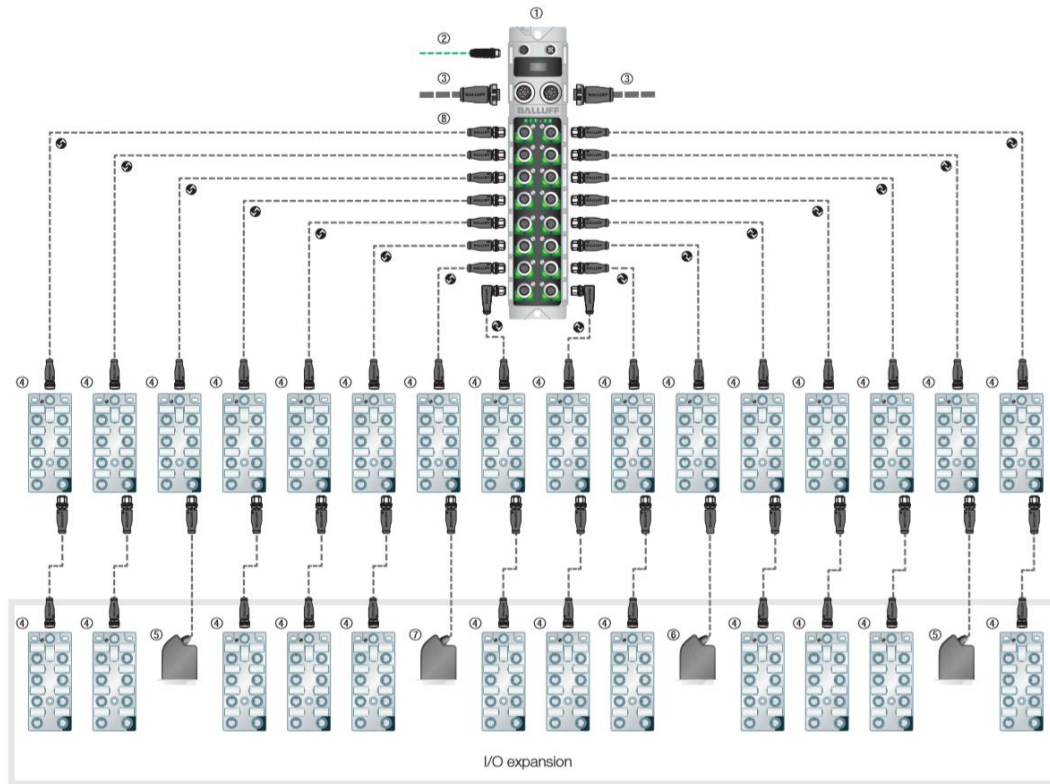 ①
②
③ ③
BALLUFF BALLUFF
BALLUFF
⑧
④ ④ ④ ④ ④ ④ ④ ④ ④ ④ ④ ④ ④ ④ ④ ④
④ ④ ⑤ ④ ④ ④ ⑦ ④ ④ ④ ⑥ ④ ④ ④ ⑤ ④
I/O expansion